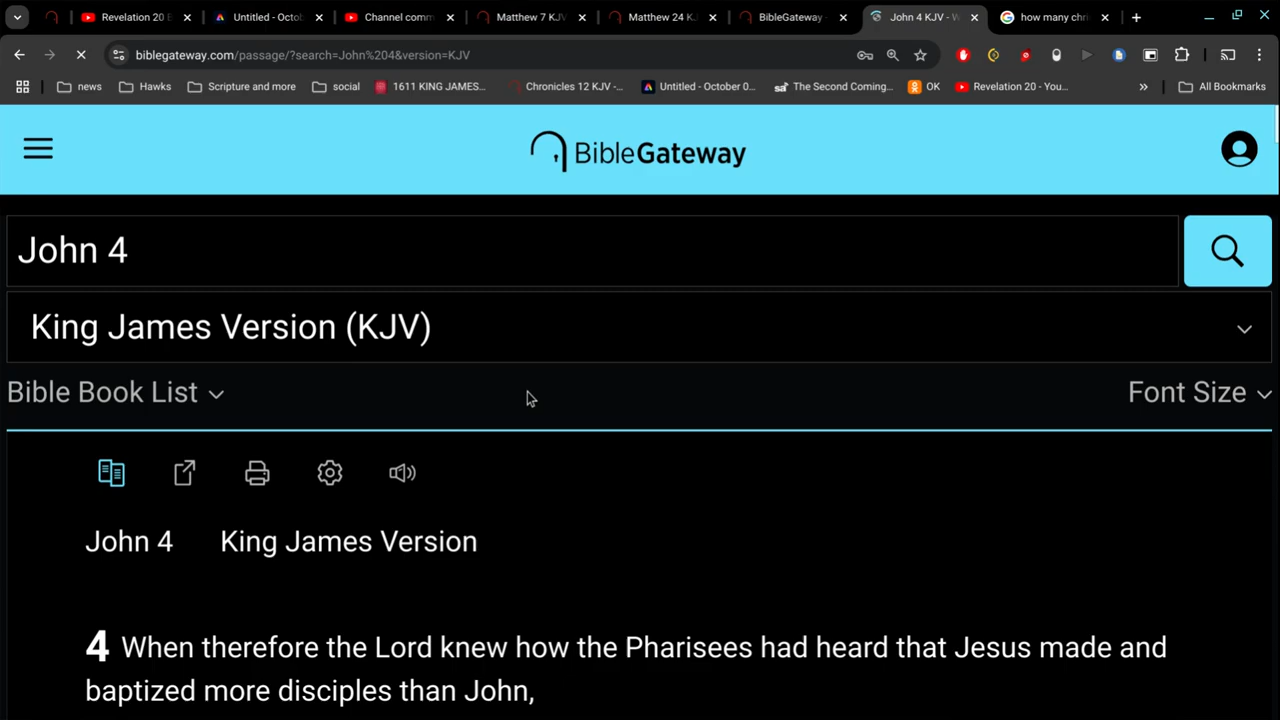 Revelation 20 E
Untitled - Octob
Channel comm
Matthew 7 KJV
Matthew 24 K
BibleGateway -
John 4 KJV - W
how many chri
biblegateway.com/passage/?search=John%204&version=KJV
news
Hawks
Scripture and more
social
1611 KING JAMES...
Chronicles 12 KJV -...
Untitled - October 0...
The Second Coming...
OK
Revelation 20 - You...
All Bookmarks
BibleGateway
John 4
King James Version (KJV)
Bible Book List
Font Size
John 4 King James Version
4 When therefore the Lord knew how the Pharisees had heard that Jesus made and
baptized more disciples than John,